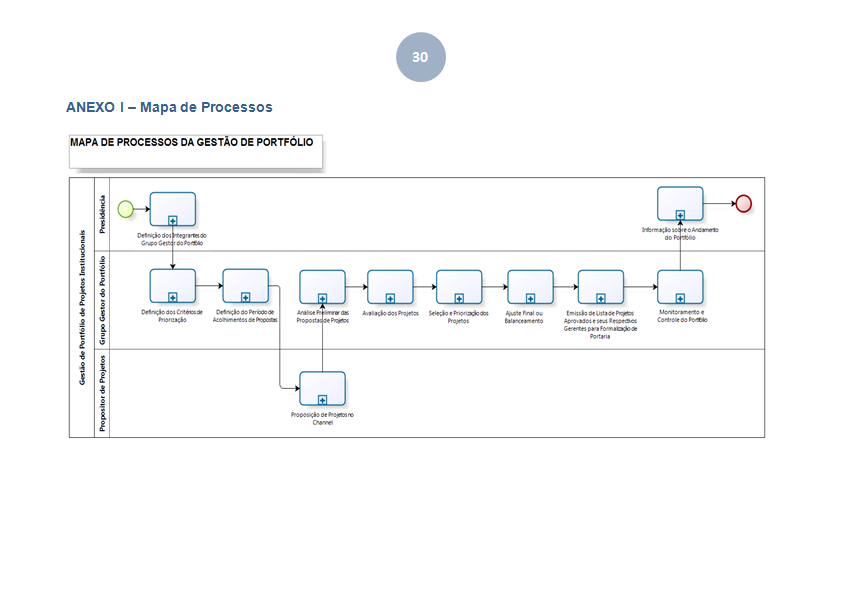 30
ANEXO I – Mapa de Processos
MAPA DE PROCESSOS DA GESTÃO DE PORTFÓLIO
Gestão de Portfólio de Projetos Institucionais
Presidência
Definição dos Integrantes do
Grupo Gestor do Portfólio
Informação sobre o Andamento
do Portfólio
Grupo Gestor do Portfólio
Definição dos Critérios de
Priorização
Definição do Período de
Acolhimentos de Propostas
Análise Preliminar das
Propostas de Projetos
Avaliação dos Projetos
Seleção e Priorização dos
Projetos
Ajuste Final ou
Balanceamento
Emissão de Lista de Projetos
Aprovados e seus Respectivos
Gerentes para Formalização de
Portaria
Monitoramento e
Controle do Portfólio
Propositor de Projetos
Proposição de Projetos no
Channel